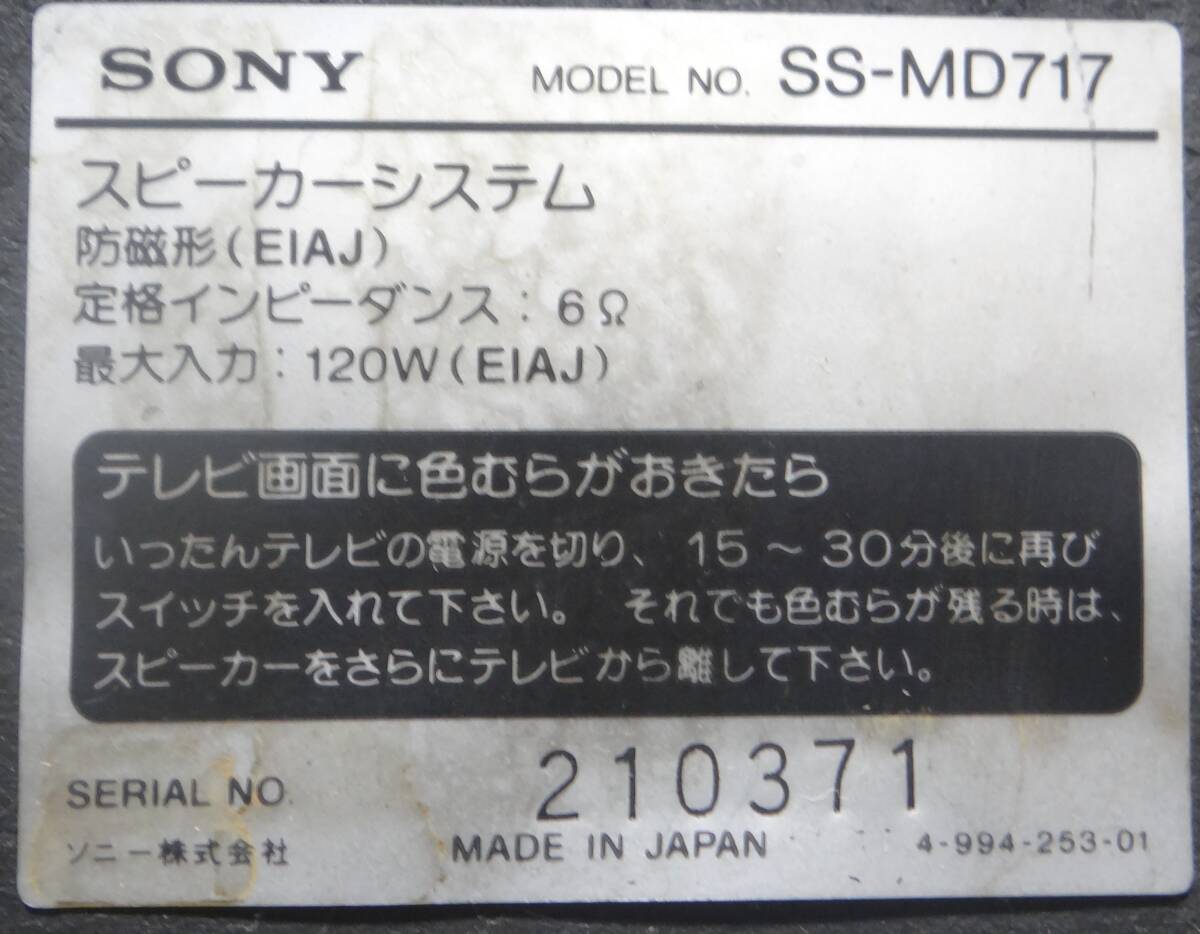 SONY MODEL NO. SS-MD717
スピーカーシステム
防磁形(EIAJ)
定格インピーダンス: 6Ω
最大入力: 120W(EIAJ)
テレビ画面に色むらがおきたら
いったんテレビの電源を切り、15～30分後に再び
スイッチを入れて下さい。 それでも色むらが残る時は、
スピーカーをさらにテレビから離して下さい。
SERIAL NO. 210371
ソニー株式会社 MADE IN JAPAN 4-994-253-01